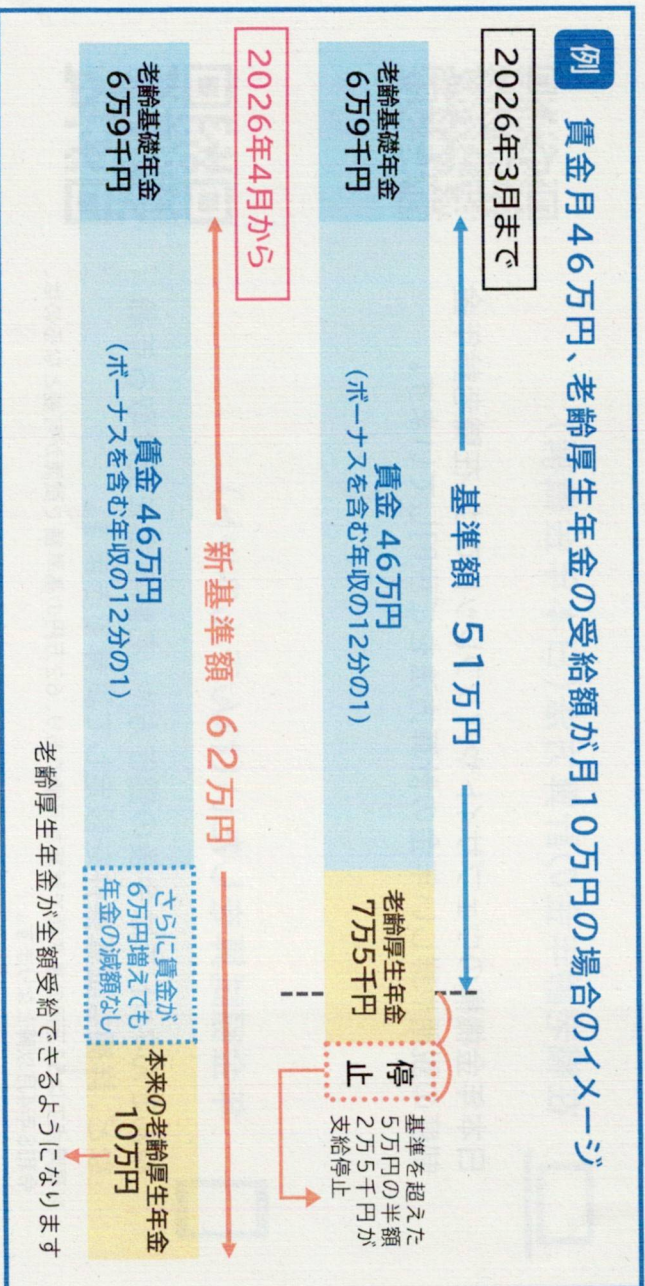 例 賃金月46万円、老齢厚生年金の受給額が月10万円の場合のイメージ
2026年3月まで
基準額 51万円
老齢基礎年金
6万9千円
賃金 46万円
（ボーナスを含む年収の12分の1）
老齢厚生年金
7万5千円
停
止
基準を超えた
5万円の半額
2万5千円が
支給停止
2026年4月から
新基準額 62万円
老齢基礎年金
6万9千円
賃金 46万円
（ボーナスを含む年収の12分の1）
さらに賃金が
6万円増えても
年金の減額なし
本来の老齢厚生年金
10万円
老齢厚生年金が全額受給できるようになります